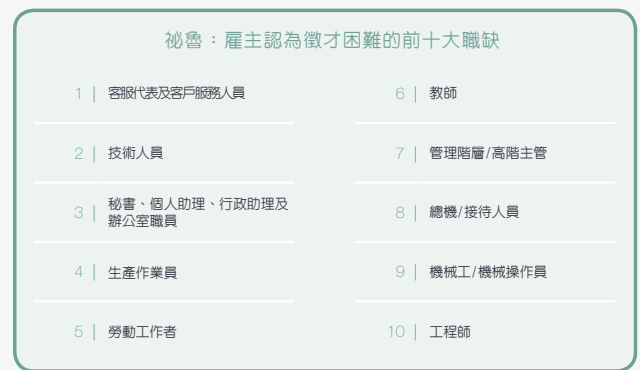 祕魯：雇主認為徵才困難的前十大職缺
1 | 客服代表及客戶服務人員
2 | 技術人員
3 | 秘書、個人助理、行政助理及
辦公室職員
4 | 生產作業員
5 | 勞動工作者
6 | 教師
7 | 管理階層/高階主管
8 | 總機/接待人員
9 | 機械工/機械操作員
10 | 工程師